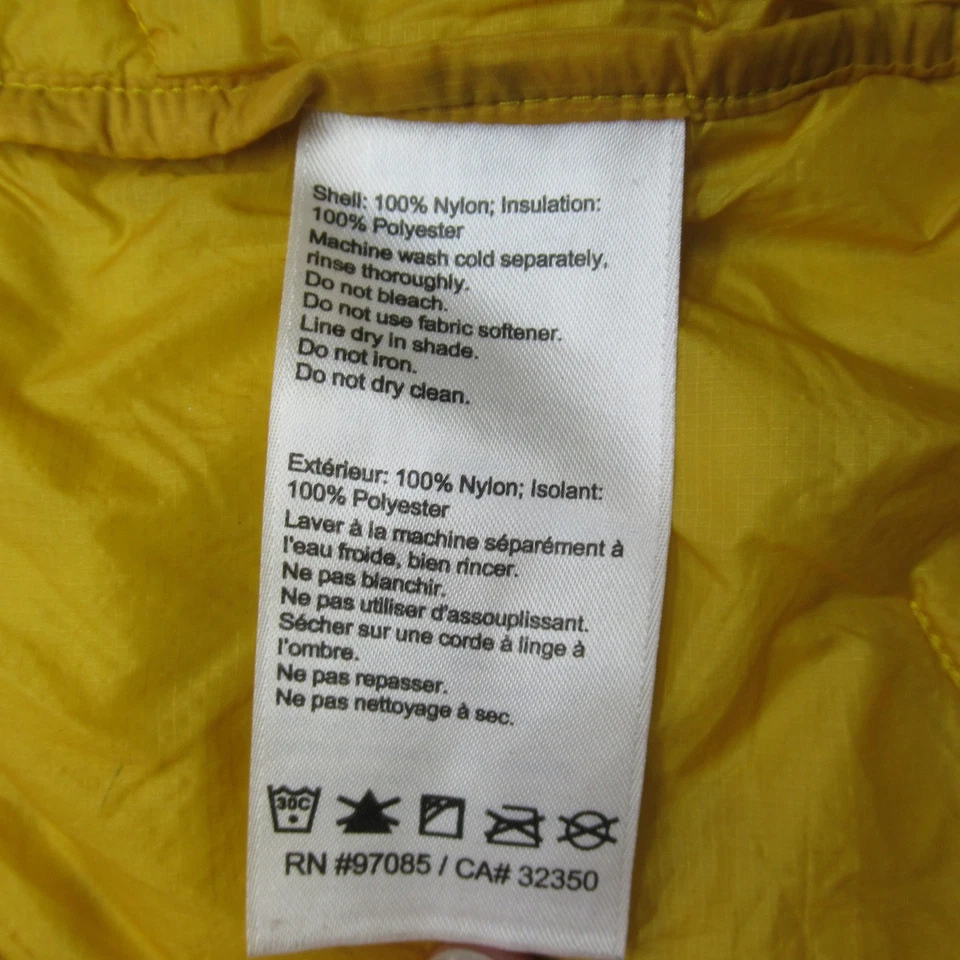 Shell: 100% Nylon; Insulation:
100% Polyester
Machine wash cold separately,
rinse thoroughly.
Do not bleach.
Do not use fabric softener.
Line dry in shade.
Do not iron.
Do not dry clean.
Extérieur: 100% Nylon; Isolant:
100% Polyester
Laver à la machine séparément à
l'eau froide, bien rincer.
Ne pas blanchir.
Ne pas utiliser d'assouplissant.
Sécher sur une corde à linge à
l'ombre.
Ne pas repasser.
Ne pas nettoyage à sec.
30C
RN #97085 / CA# 32350